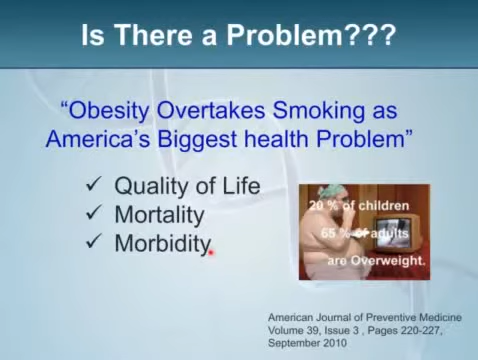 Is There a Problem???
“Obesity Overtakes Smoking as
America’s Biggest health Problem”
✓ Quality of Life
✓ Mortality
✓ Morbidity
20 % of children
65 % of adults
are Overweight.
American Journal of Preventive Medicine
Volume 39, Issue 3 , Pages 220-227,
September 2010